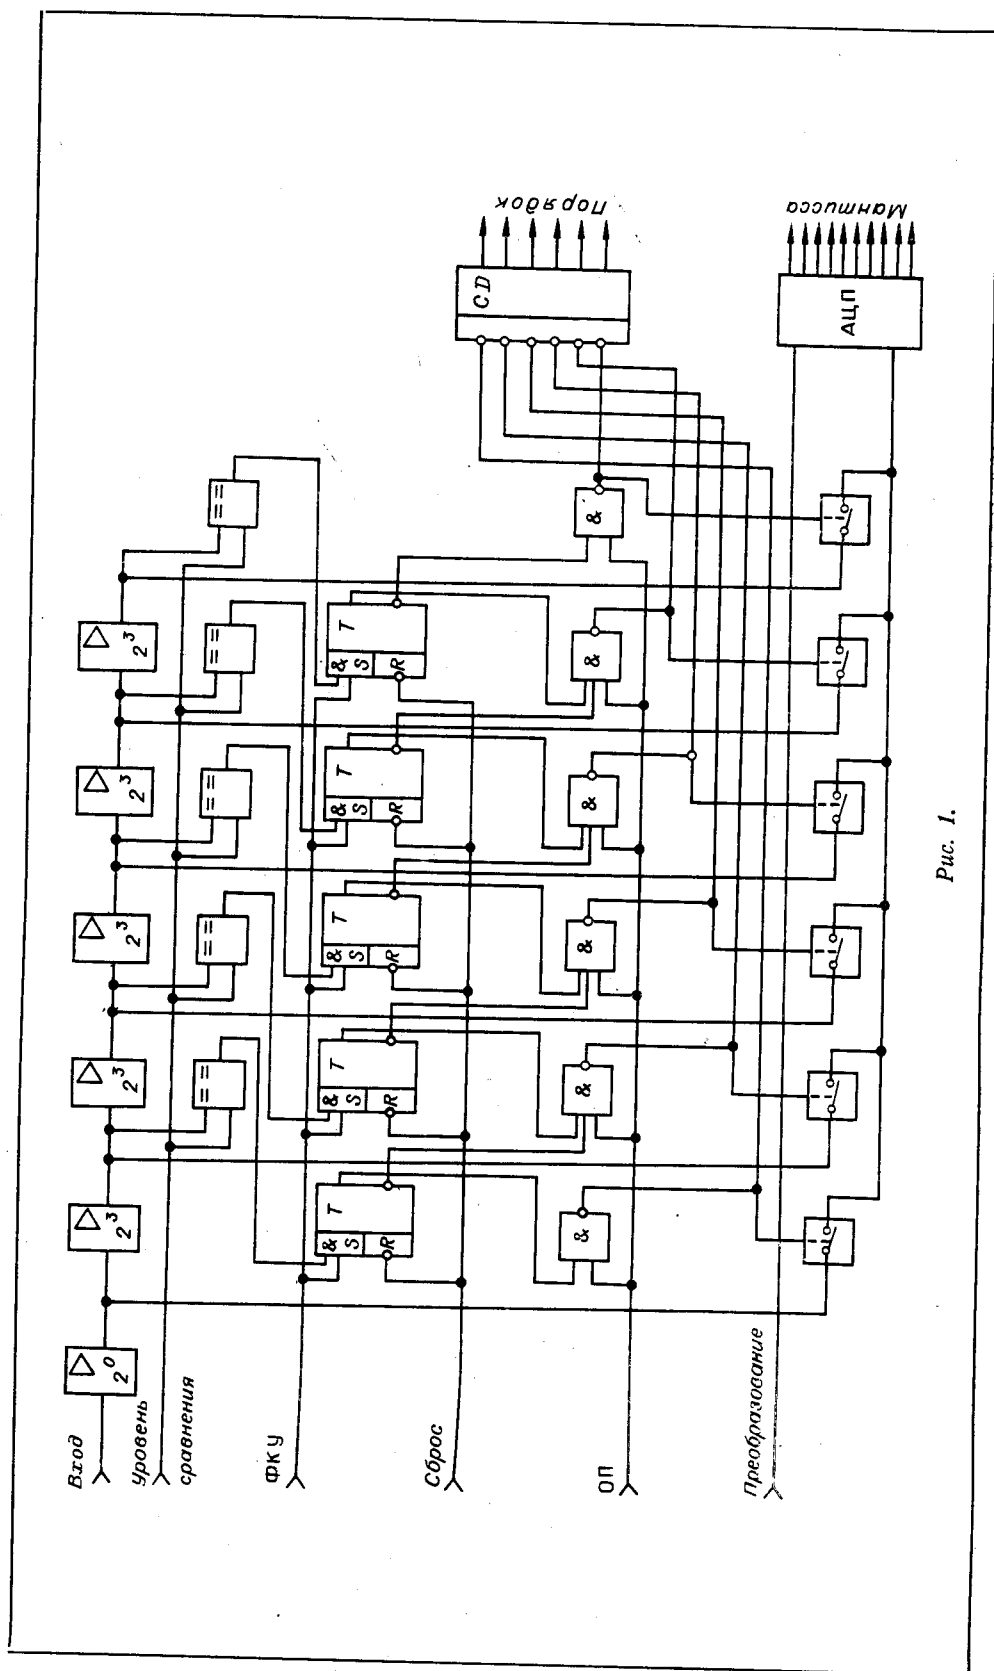 Вход
Уровень
сравнения
ФКУ
Сброс
ОП
Преобразование
▷ 2⁰
▷ 2³
▷ 2³
▷ 2³
▷ 2³
▷ 2³
==
==
==
==
==
& S R T
& S R T
& S R T
& S R T
& S R T
&
&
&
&
&
&
CD
Порядок
АЦП
Мантисса
Рис. 1.